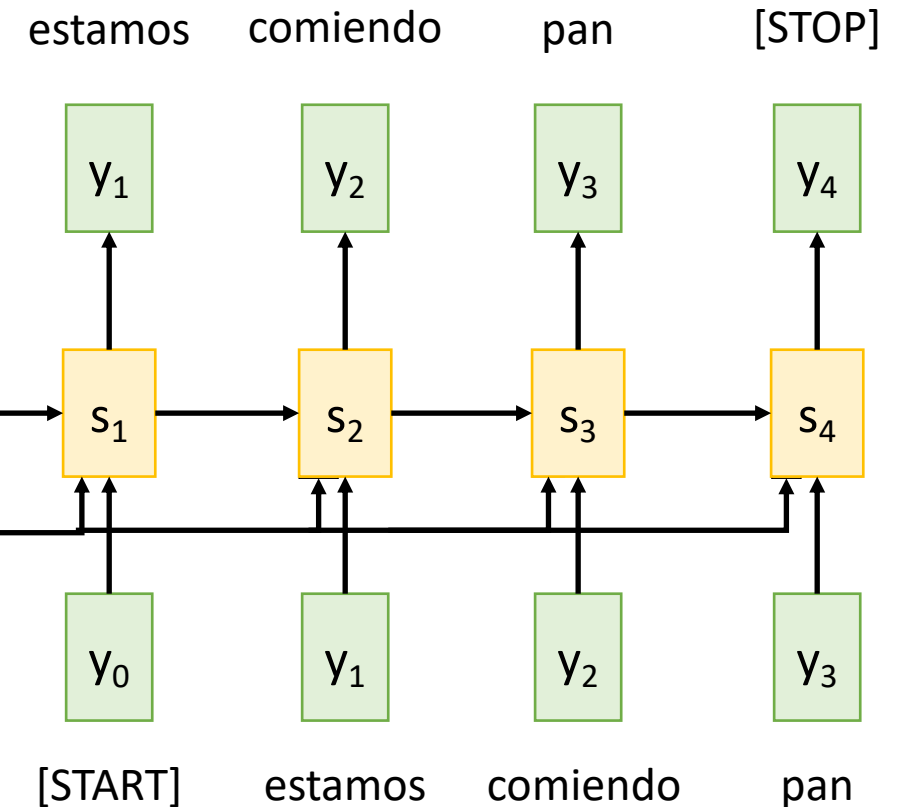 estamos comiendo pan [STOP]
y₁ y₂ y₃ y₄
s₁ s₂ s₃ s₄
y₀ y₁ y₂ y₃
[START] estamos comiendo pan